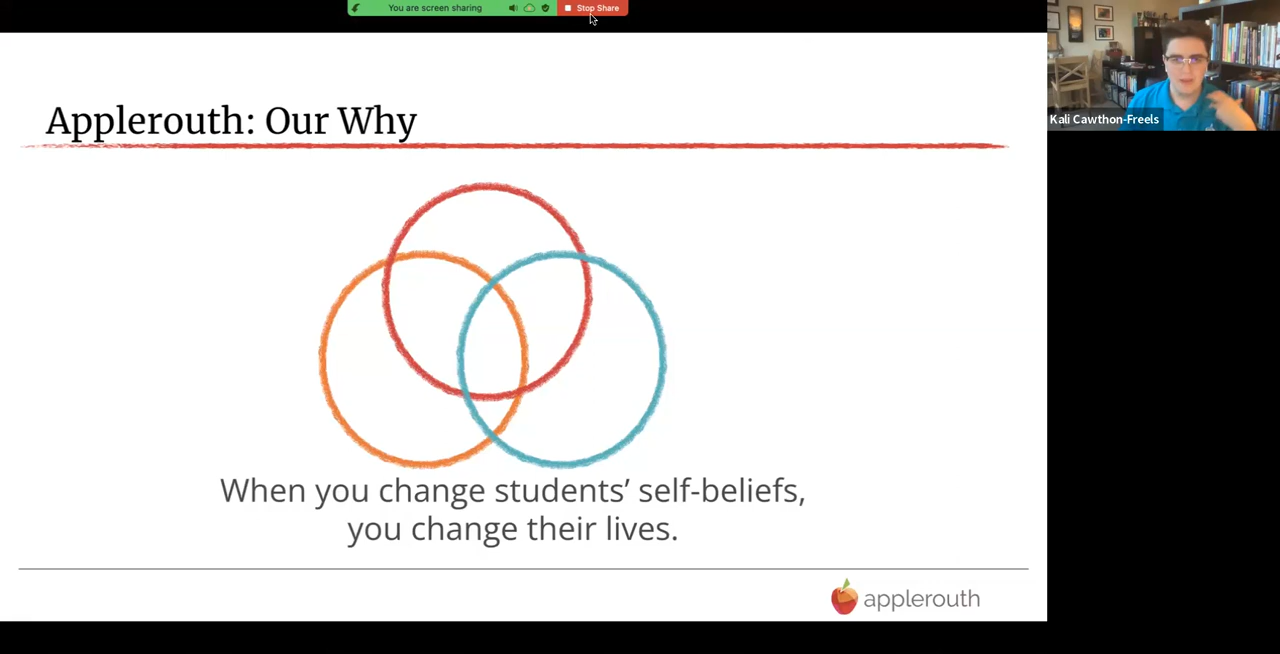 You are screen sharing
Stop Share
Applerouth: Our Why
Kali Cawthon-Freels
When you change students’ self-beliefs,
you change their lives.
applerouth